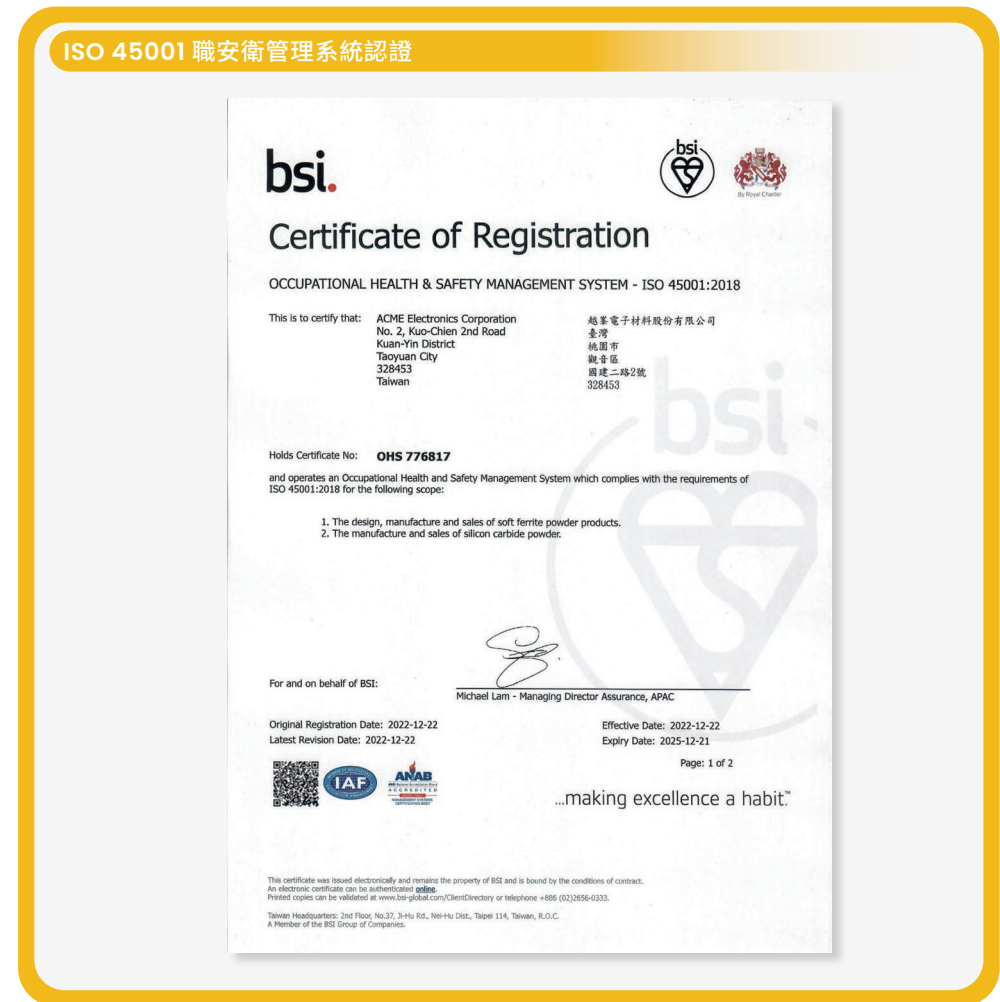 ISO 45001 職安衛管理系統認證
bsi.
bsi
By Royal Charter
Certificate of Registration
OCCUPATIONAL HEALTH & SAFETY MANAGEMENT SYSTEM - ISO 45001:2018
This is to certify that:
ACME Electronics Corporation
No. 2, Kuo-Chien 2nd Road
Kuan-Yin District
Taoyuan City
328453
Taiwan
越峯電子材料股份有限公司
臺灣
桃園市
觀音區
國建二路2號
328453
bsi
Holds Certificate No: OHS 776817
and operates an Occupational Health and Safety Management System which complies with the requirements of
ISO 45001:2018 for the following scope:
1. The design, manufacture and sales of soft ferrite powder products.
2. The manufacture and sales of silicon carbide powder.
For and on behalf of BSI:
Michael Lam - Managing Director Assurance, APAC
Original Registration Date: 2022-12-22
Latest Revision Date: 2022-12-22
Effective Date: 2022-12-22
Expiry Date: 2025-12-21
Page: 1 of 2
IAF
ANAB
ACCREDITED
MANAGEMENT SYSTEMS
CERTIFICATION BODY
...making excellence a habit.™
This certificate was issued electronically and remains the property of BSI and is bound by the conditions of contract.
An electronic certificate can be authenticated online.
Printed copies can be validated at www.bsi-global.com/ClientDirectory or telephone +886 (02)2656-0333.
Taiwan Headquarters: 2nd Floor, No.37, Ji-Hu Rd., Nei-Hu Dist., Taipei 114, Taiwan, R.O.C.
A Member of the BSI Group of Companies.